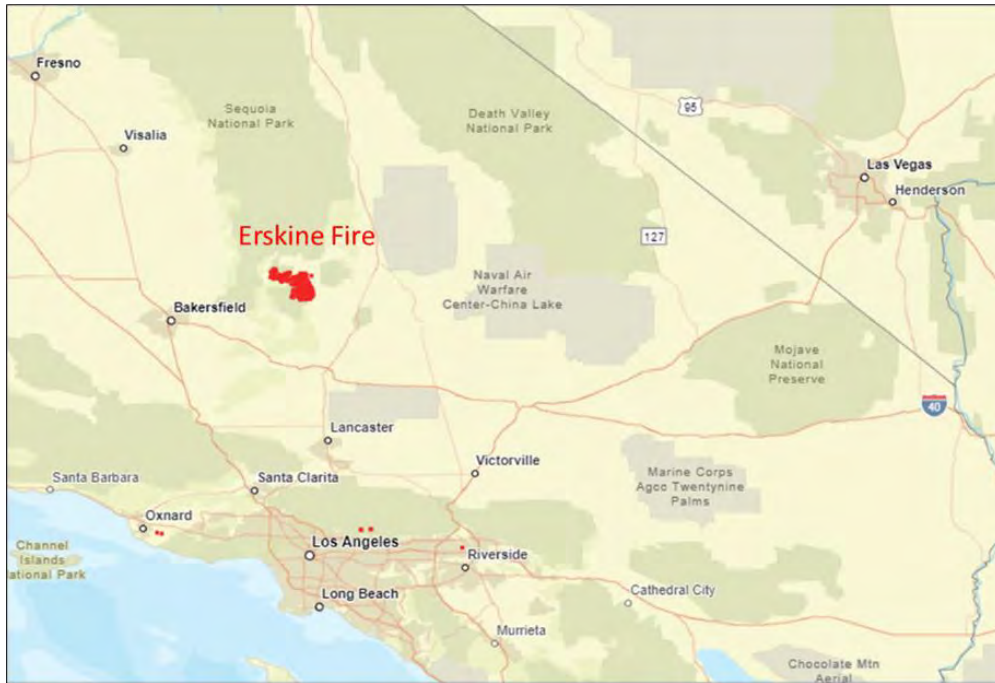 Fresno
Sequoia
National Park
Death Valley
National Park
95
Visalia
Las Vegas
Henderson
Erskine Fire
127
Naval Air
Warfare
Center-China Lake
Bakersfield
Mojave
National
Preserve
40
Lancaster
Santa Barbara
Santa Clarita
Victorville
Marine Corps
Agcc Twentynine
Palms
Oxnard
Channel
Islands
ational Park
Los Angeles
Riverside
Long Beach
Cathedral City
Murrieta
Chocolate Mtn
Aerial